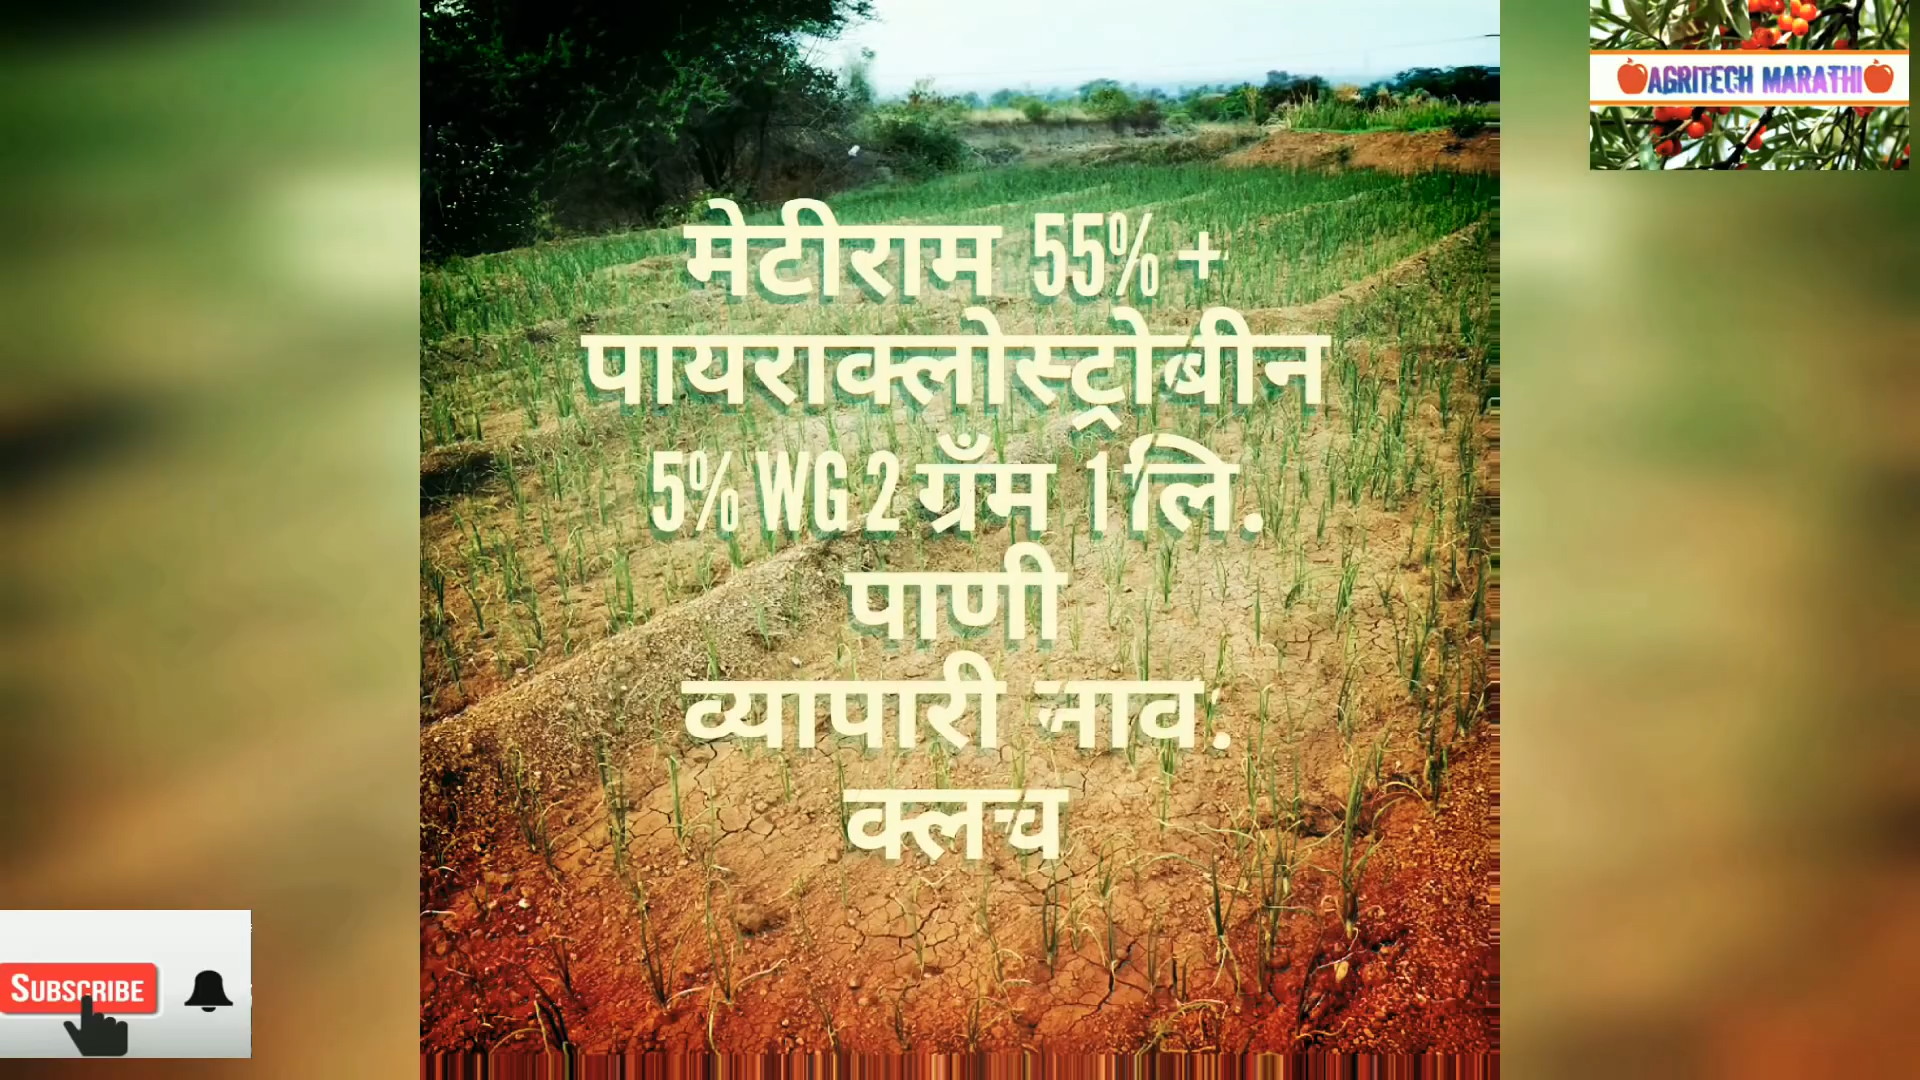 AGRITECH MARATHI
मेटीराम 55% +
पायराक्लोस्ट्रोबीन
5% WG 2 ग्रॅंम 1 लि.
पाणी
व्यापारी नाव:
क्लच
SUBSCRIBE